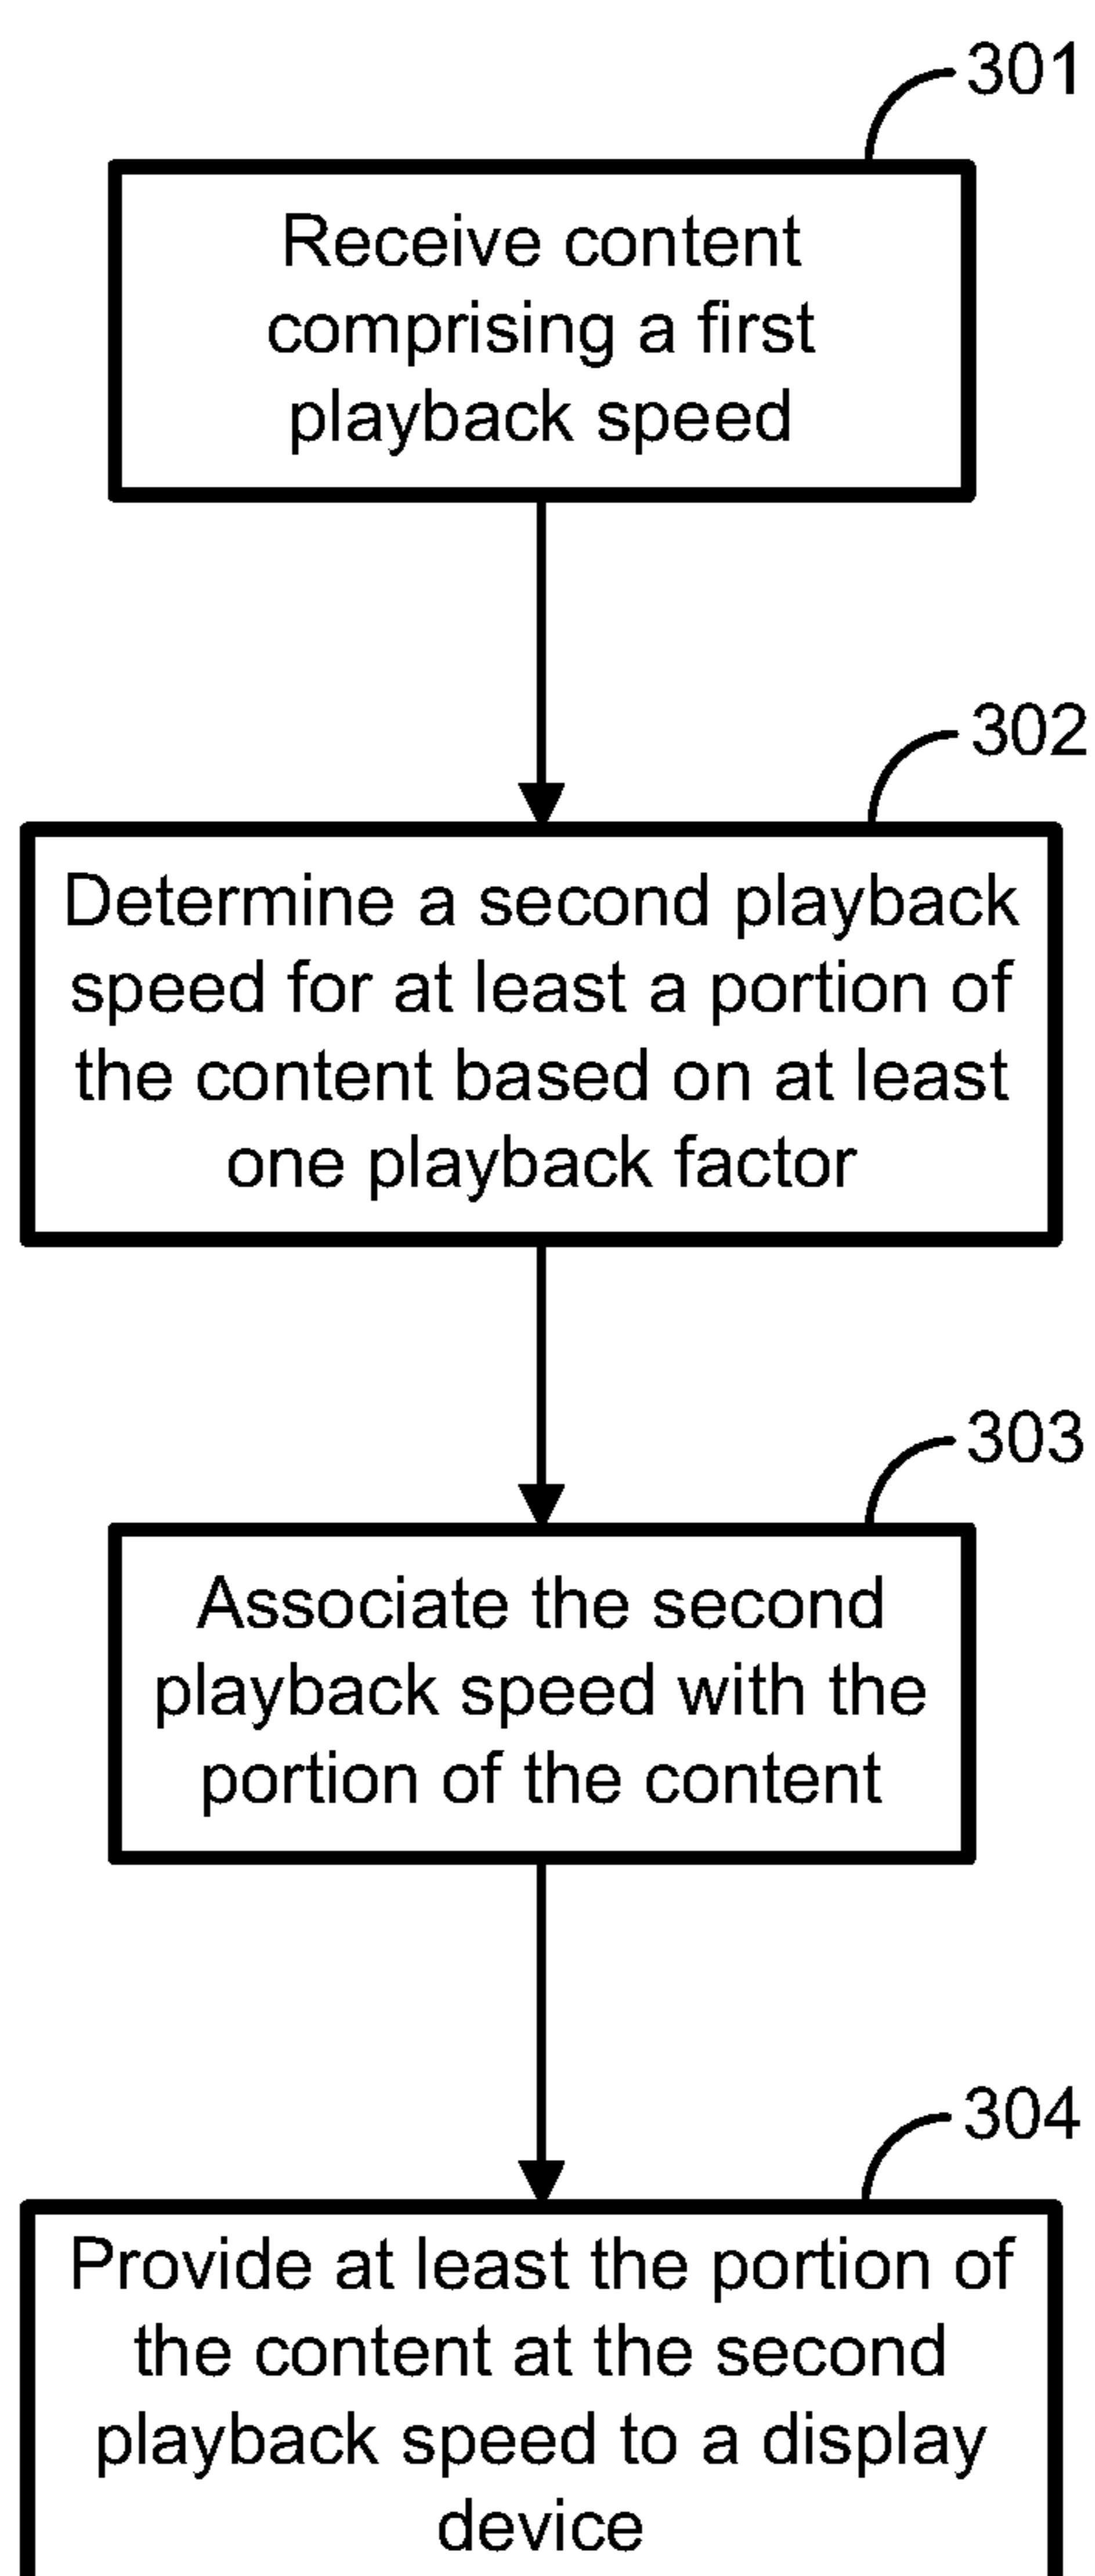 301
Receive content
comprising a first
playback speed
302
Determine a second playback
speed for at least a portion of
the content based on at least
one playback factor
303
Associate the second
playback speed with the
portion of the content
304
Provide at least the portion of
the content at the second
playback speed to a display
device